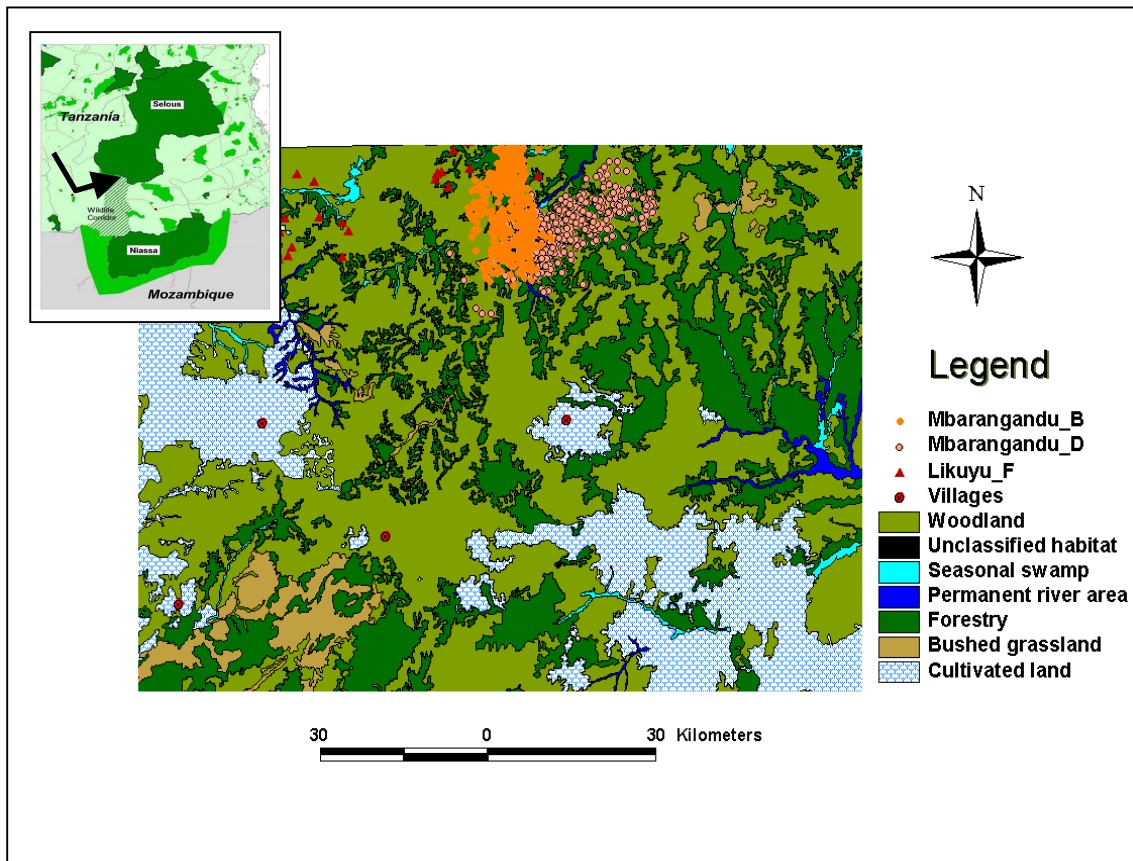 Selous
Tanzania
Wildlife
Corridor
Niassa
Mozambique
N
Legend
Mbarangandu_B
Mbarangandu_D
Likuyu_F
Villages
Woodland
Unclassified habitat
Seasonal swamp
Permanent river area
Forestry
Bushed grassland
Cultivated land
30 0 30 Kilometers